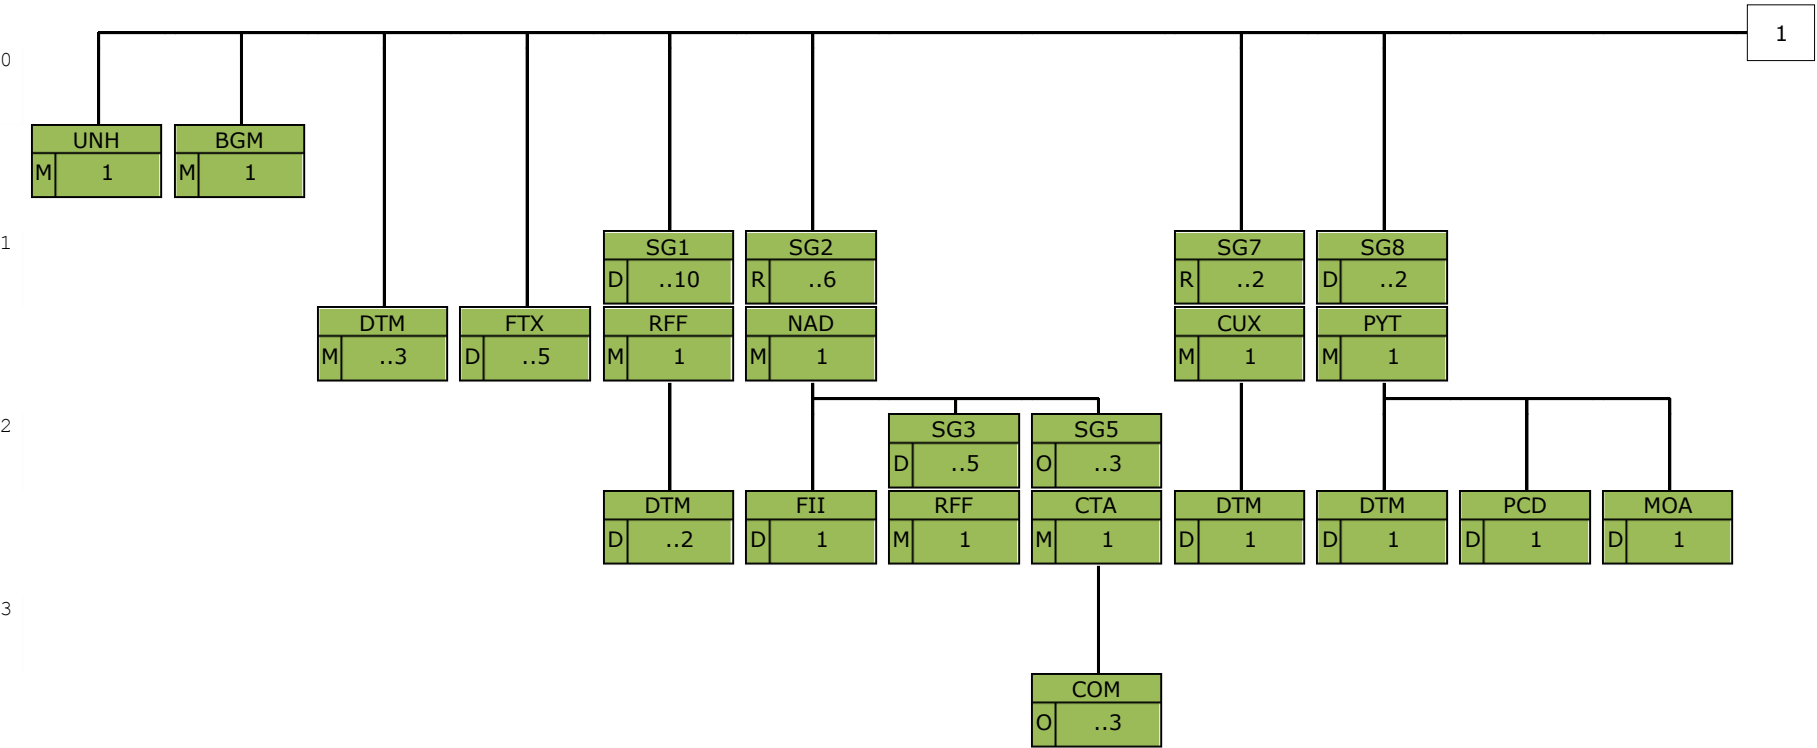 1
0
UNH BGM
M 1 M 1
1
SG1 SG2 SG7 SG8
D ..10 R ..6 R ..2 D ..2
DTM FTX RFF NAD CUX PYT
M ..3 D ..5 M 1 M 1 M 1 M 1
2
SG3 SG5
D ..5 O ..3
DTM FII RFF CTA DTM DTM PCD MOA
D ..2 D 1 M 1 M 1 D 1 D 1 D 1 D 1
3
COM
O ..3